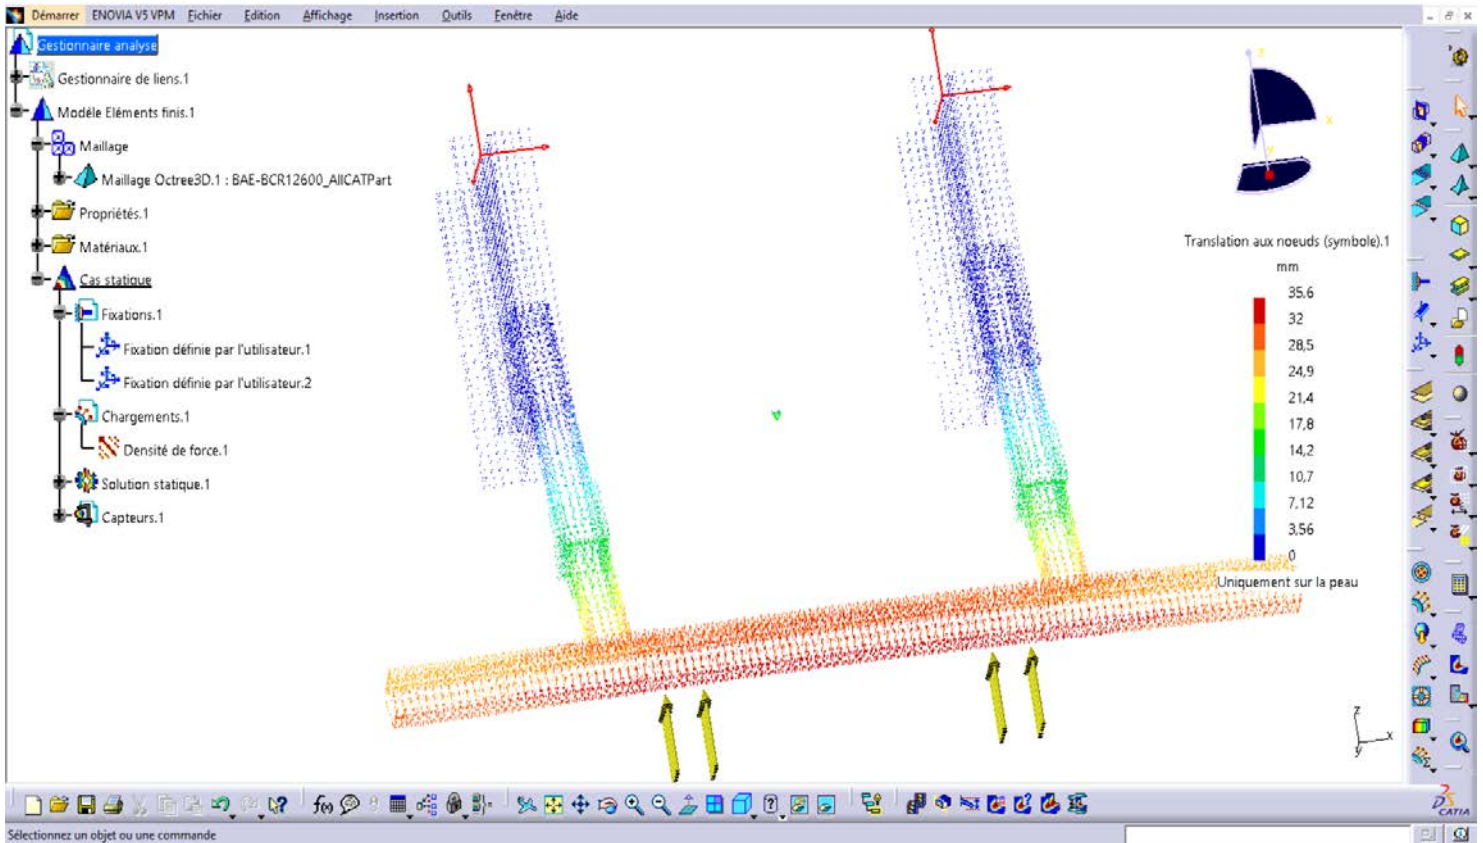 Démarrer ENOVIA V5 VPM Fichier Edition Affichage Insertion Outils Fenêtre Aide
Gestionnaire analyse
Gestionnaire de liens.1
Modèle Eléments finis.1
Maillage
Maillage Octree3D.1 : BAE-BCR12600_AllCATPart
Propriétés.1
Matériaux.1
Cas statique
Fixations.1
Fixation définie par l'utilisateur.1
Fixation définie par l'utilisateur.2
Chargements.1
Densité de force.1
Solution statique.1
Capteurs.1
z
x
y
Translation aux noeuds (symbole).1
mm
35,6
32
28,5
24,9
21,4
17,8
14,2
10,7
7,12
3,56
0
Uniquement sur la peau
z
x
y
f(x)
CATIA
Sélectionnez un objet ou une commande